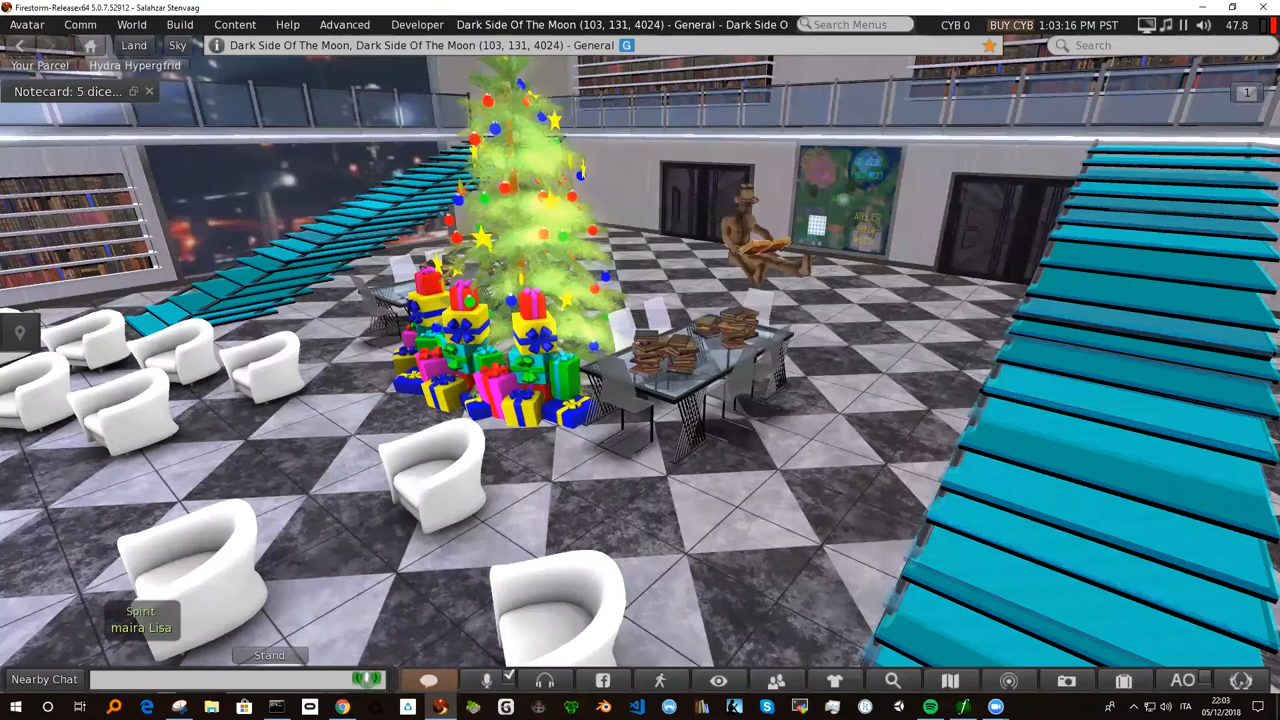 Firestorm-Releasex64 5.0.7.52912 - Salahzar Stenvaag
Avatar Comm World Build Content Help Advanced Developer Dark Side Of The Moon (103, 131, 4024) - General - Dark Side O Search Menus CYB 0 BUY CYB 1:03:16 PM PST 47.8
Land Sky Dark Side Of The Moon, Dark Side Of The Moon (103, 131, 4024) - General G Search
Your Parcel Hydra Hypergfrid
Notecard: 5 dice... 1
ATELIER
Spirit
maira Lisa
Stand
Nearby Chat AO
ITA 22:03
05/12/2018